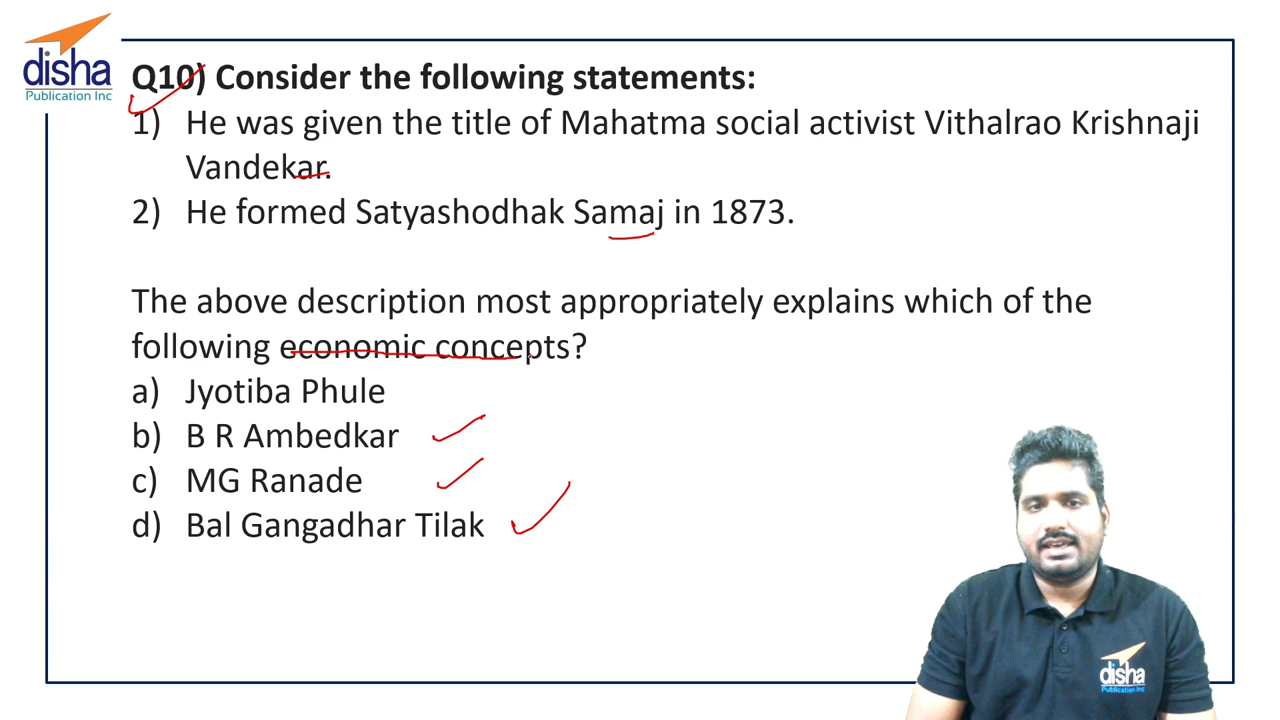 disha
Publication Inc
Q10) Consider the following statements:
1) He was given the title of Mahatma social activist Vithalrao Krishnaji
Vandekar.
2) He formed Satyashodhak Samaj in 1873.
The above description most appropriately explains which of the
following economic concepts?
a) Jyotiba Phule
b) B R Ambedkar
c) MG Ranade
d) Bal Gangadhar Tilak
disha
Publication Inc